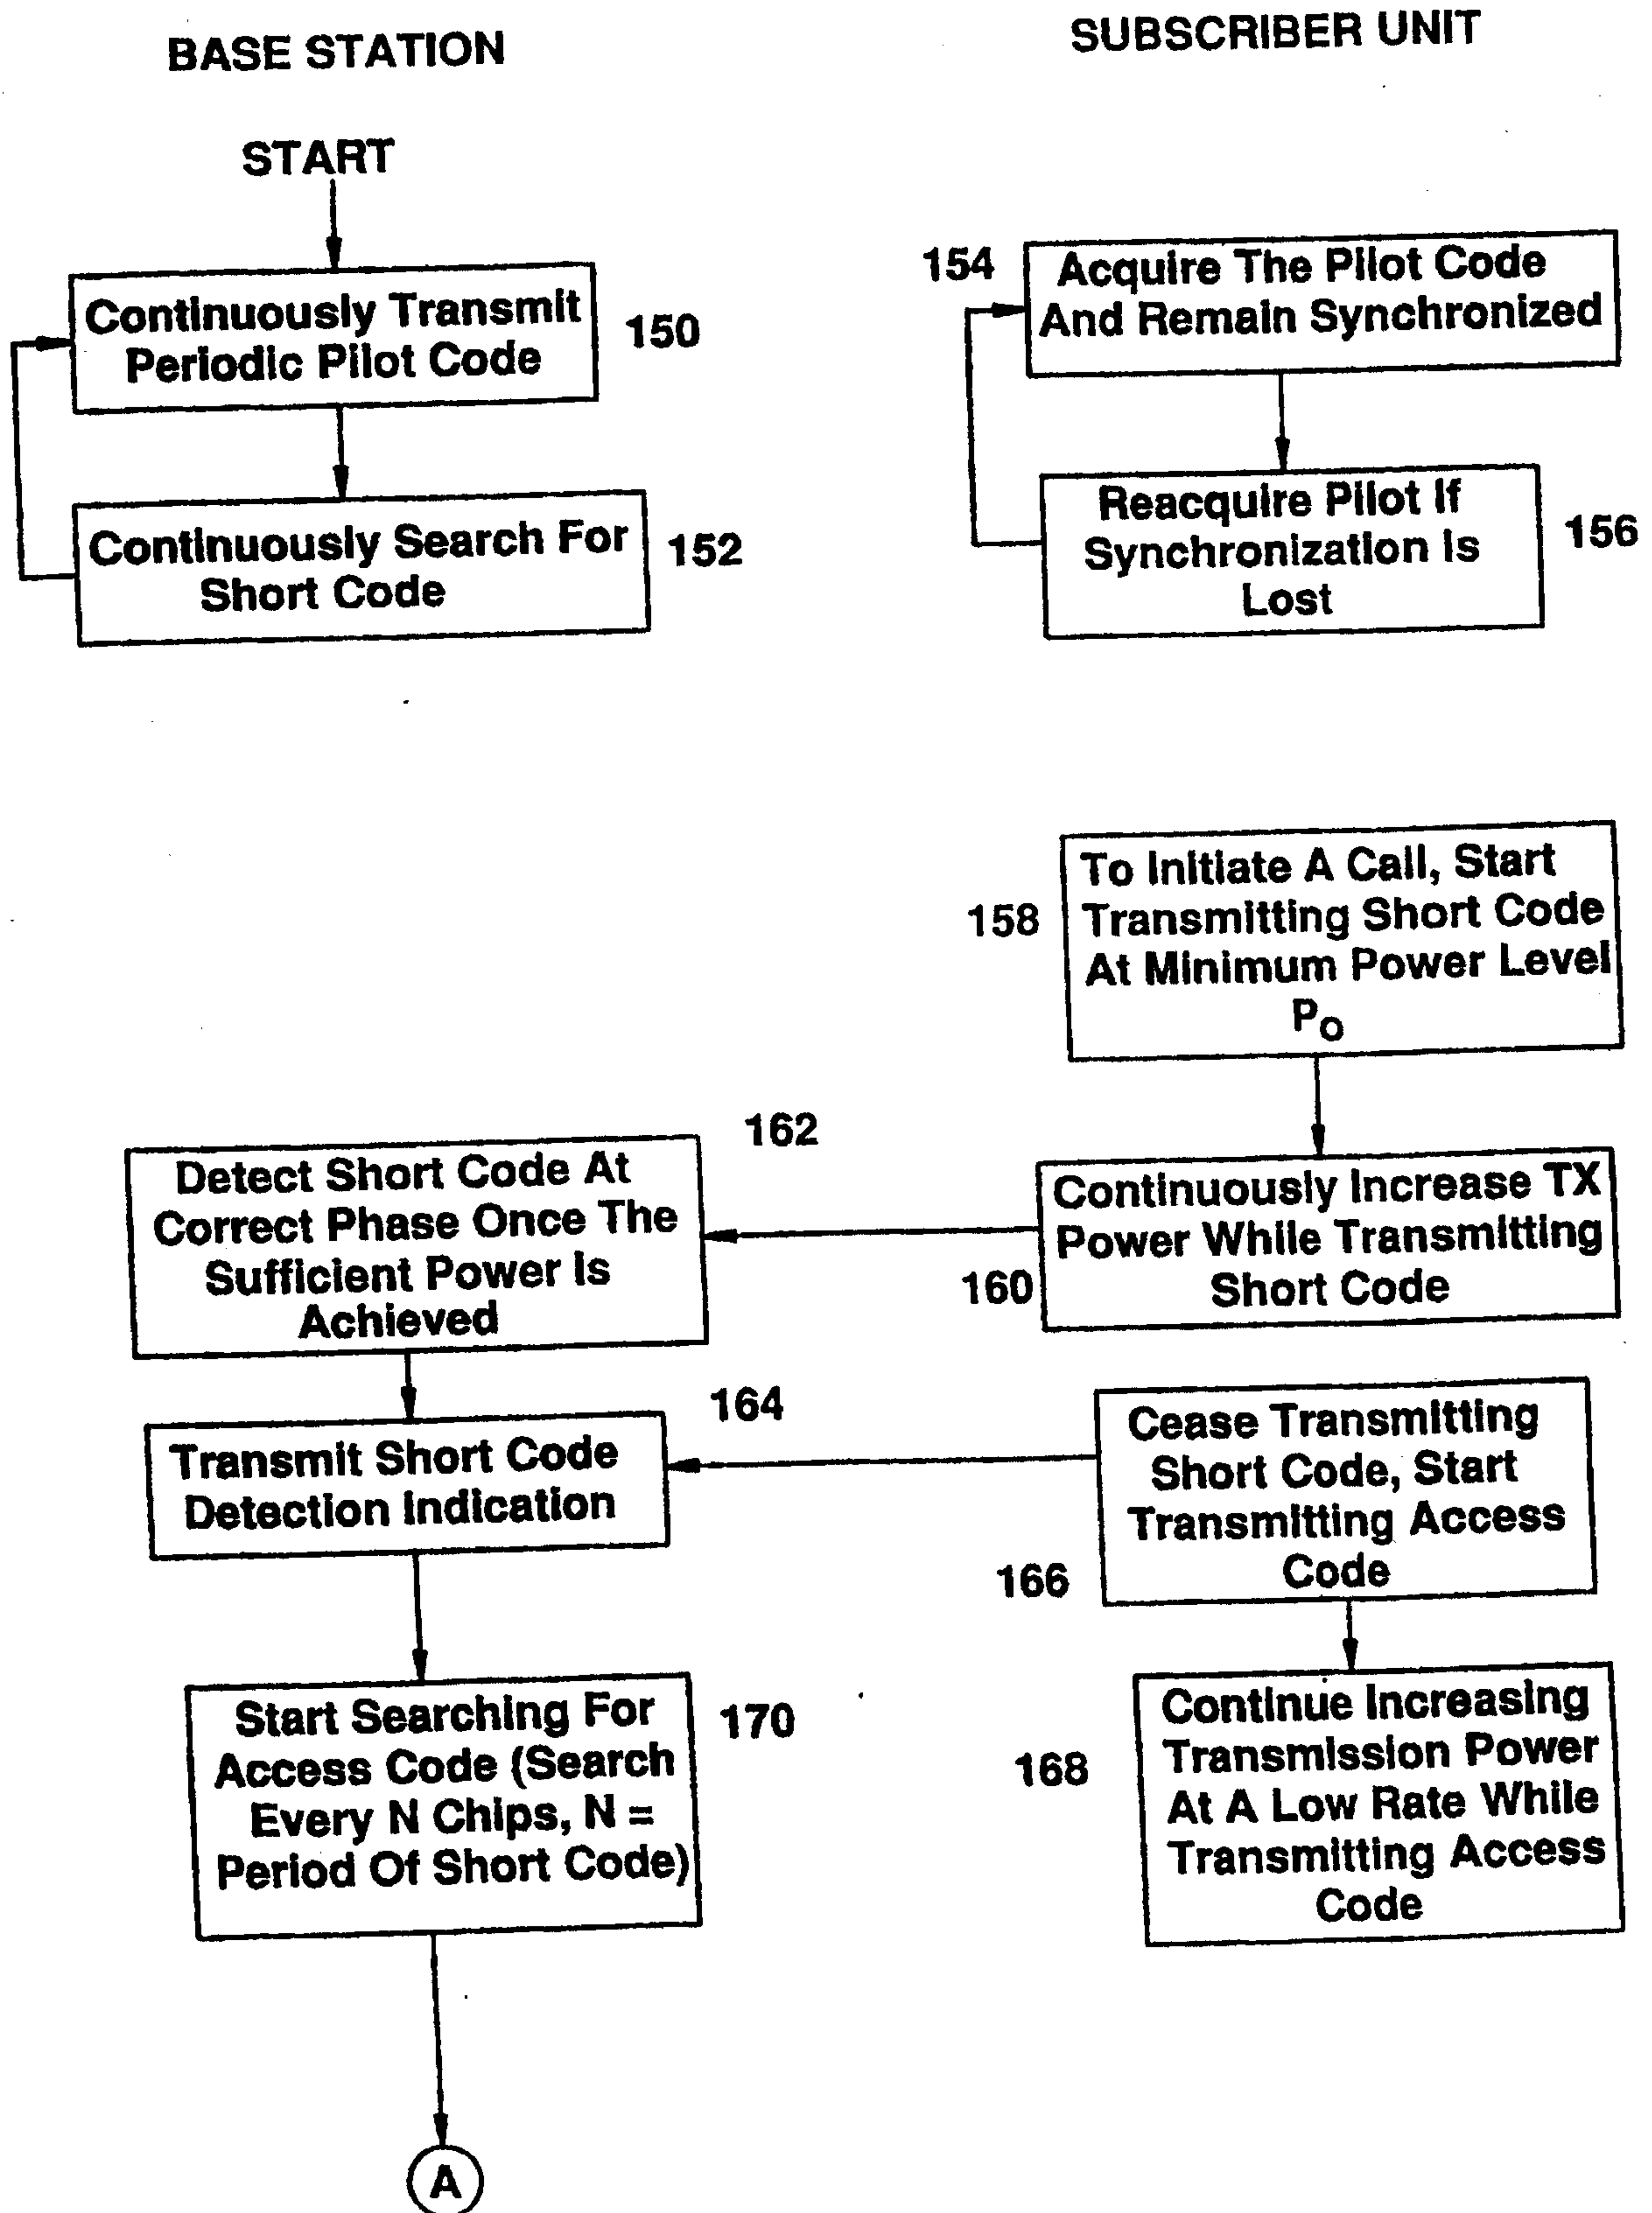 BASE STATION
SUBSCRIBER UNIT
START
Continuously Transmit
Periodic Pilot Code
150
Continuously Search For
Short Code
152
154
Acquire The Pilot Code
And Remain Synchronized
Reacquire Pilot If
Synchronization Is
Lost
156
158
To Initiate A Call, Start
Transmitting Short Code
At Minimum Power Level
PO
160
Continuously Increase TX
Power While Transmitting
Short Code
162
Detect Short Code At
Correct Phase Once The
Sufficient Power Is
Achieved
164
Transmit Short Code
Detection Indication
166
Cease Transmitting
Short Code, Start
Transmitting Access
Code
168
Continue Increasing
Transmission Power
At A Low Rate While
Transmitting Access
Code
Start Searching For
Access Code (Search
Every N Chips, N =
Period Of Short Code)
170
A